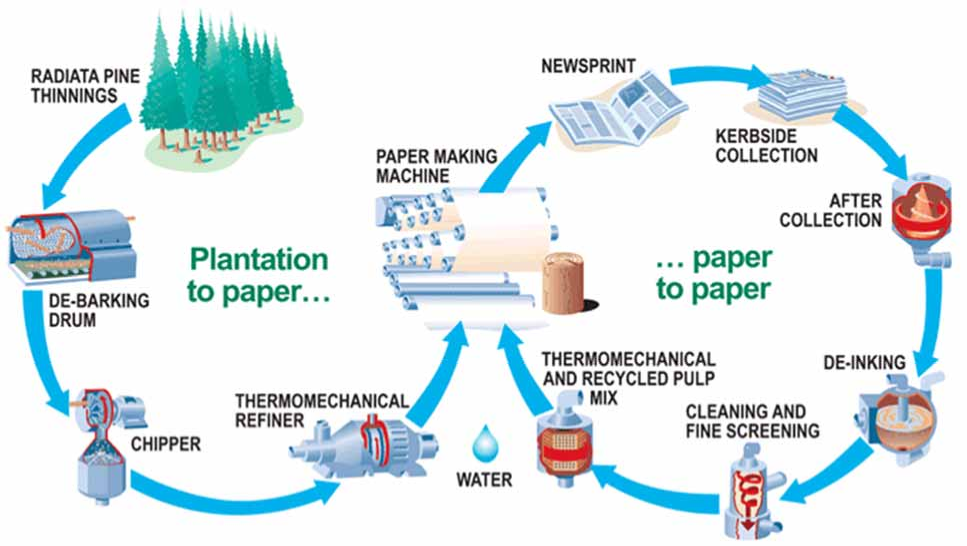 RADIATA PINE
THINNINGS
DE-BARKING
DRUM
CHIPPER
THERMOMECHANICAL
REFINER
Plantation
to paper…
PAPER MAKING
MACHINE
WATER
NEWSPRINT
KERBSIDE
COLLECTION
AFTER
COLLECTION
… paper
to paper
DE-INKING
CLEANING AND
FINE SCREENING
THERMOMECHANICAL
AND RECYCLED PULP
MIX